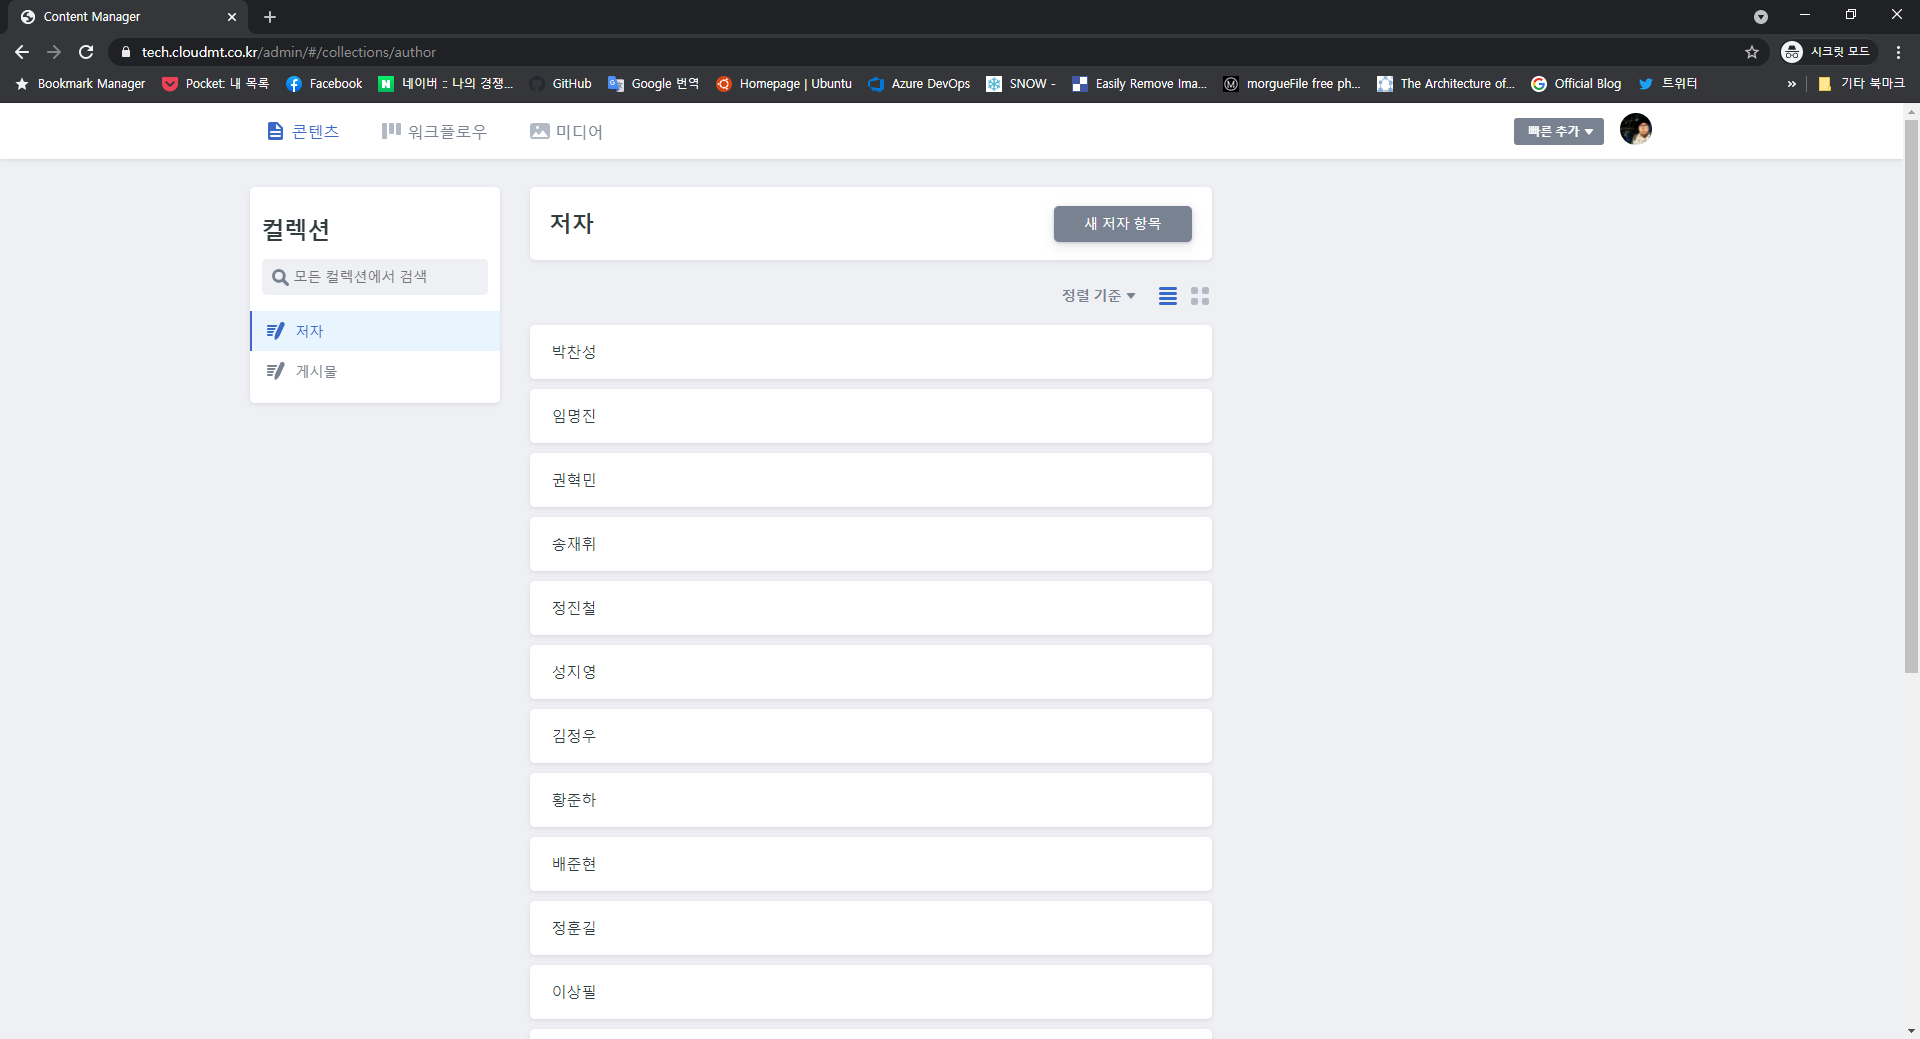 Content Manager
tech.cloudmt.co.kr/admin/#/collections/author
시크릿 모드
Bookmark Manager
Pocket: 내 목록
Facebook
네이버 :: 나의 경쟁...
GitHub
Google 번역
Homepage | Ubuntu
Azure DevOps
SNOW -
Easily Remove Ima...
morgueFile free ph...
The Architecture of...
Official Blog
트위터
»
기타 북마크
콘텐츠
워크플로우
미디어
빠른 추가
컬렉션
모든 컬렉션에서 검색
저자
게시물
저자
새 저자 항목
정렬 기준
박찬성
임명진
권혁민
송재휘
정진철
성지영
김정우
황준하
배준현
정훈길
이상필